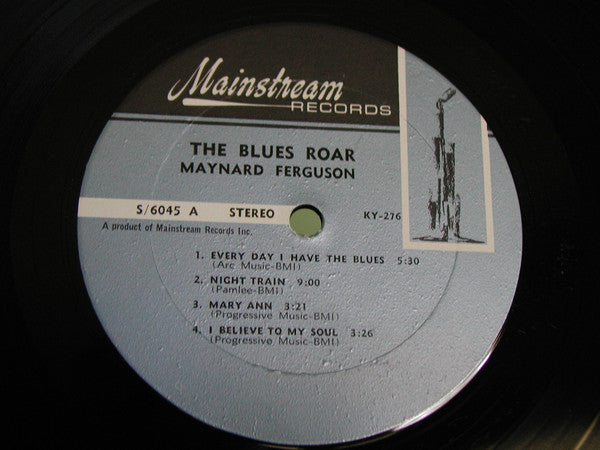 Mainstream
RECORDS
THE BLUES ROAR
MAYNARD FERGUSON
S/6045 A STEREO KY-276
A product of Mainstream Records Inc.
1. EVERY DAY I HAVE THE BLUES 5:30
(Arc Music-BMI)
2. NIGHT TRAIN 9:00
(Pamlee-BMI)
3. MARY ANN 3:21
(Progressive Music-BMI)
4. I BELIEVE TO MY SOUL 3:26
(Progressive Music-BMI)